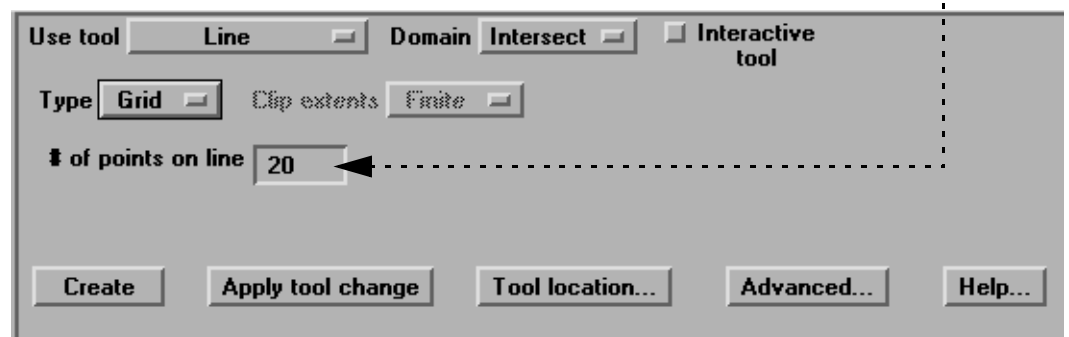 Use tool Line Domain Intersect Interactive tool
Type Grid Clip extents Finite
# of points on line 20
Create Apply tool change Tool location... Advanced... Help...